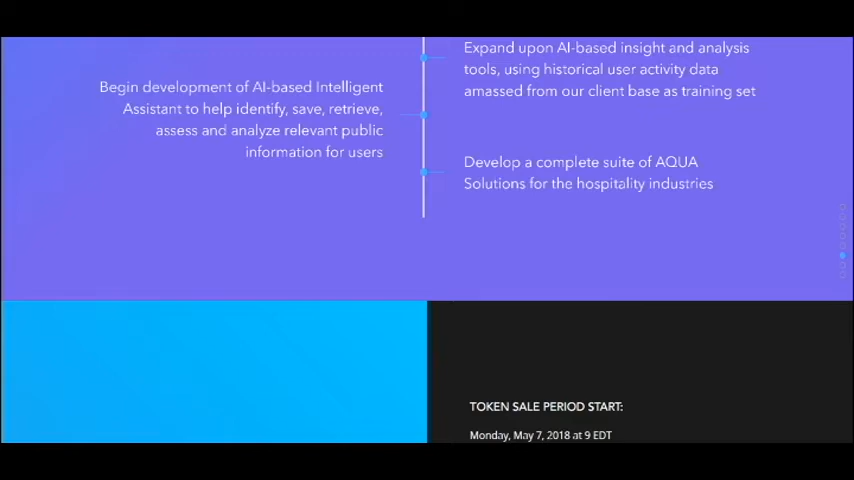 Expand upon AI-based insight and analysis
tools, using historical user activity data
amassed from our client base as training set
Begin development of AI-based Intelligent
Assistant to help identify, save, retrieve,
assess and analyze relevant public
information for users
Develop a complete suite of AQUA
Solutions for the hospitality industries
TOKEN SALE PERIOD START:
Monday, May 7, 2018 at 9 EDT